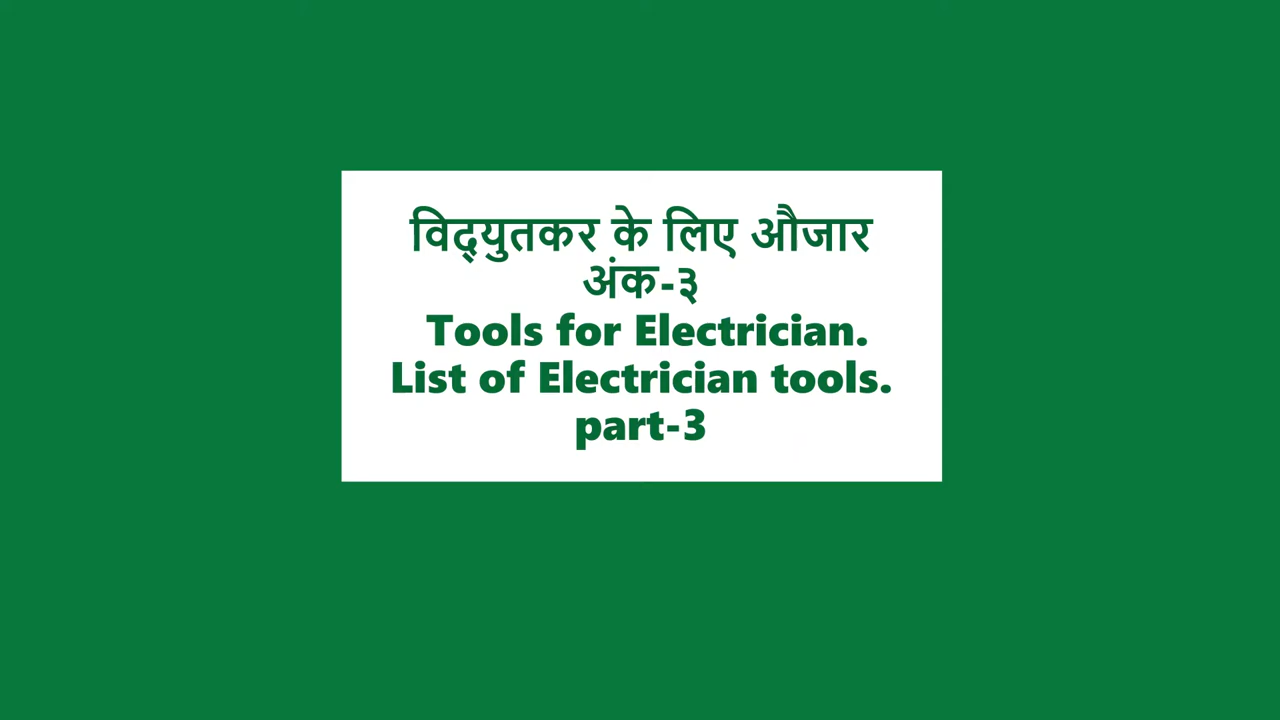 विद्युतकर के लिए औजार
अंक-३
Tools for Electrician.
List of Electrician tools.
part-3